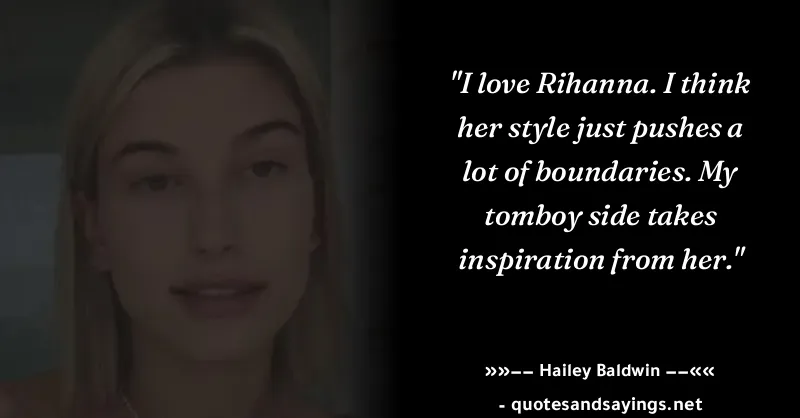 "I love Rihanna. I think
her style just pushes a
lot of boundaries. My
tomboy side takes
inspiration from her."
»»−− Hailey Baldwin −−««
- quotesandsayings.net